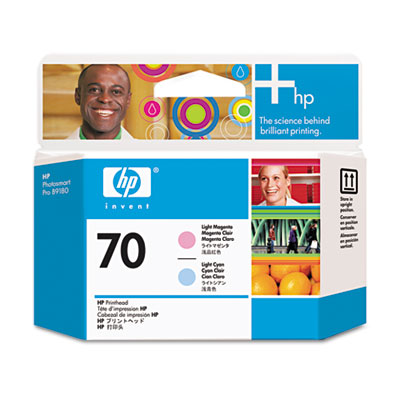 hp
The science behind
brilliant printing.
HP
Photosmart
Pro B9180
hp
invent
70
Light Magenta
Magenta Clair
Magenta Claro
ライトマゼンタ
浅品红色
Light Cyan
Cyan Clair
Cian Claro
ライトシアン
浅青色
HP Printhead
Tête d'impression HP
Cabezal de impresión HP
HP プリントヘッド
HP 打印头
Store in
upright
position.
Conserver
en position
verticale.
Conservar
en posición
vertical.